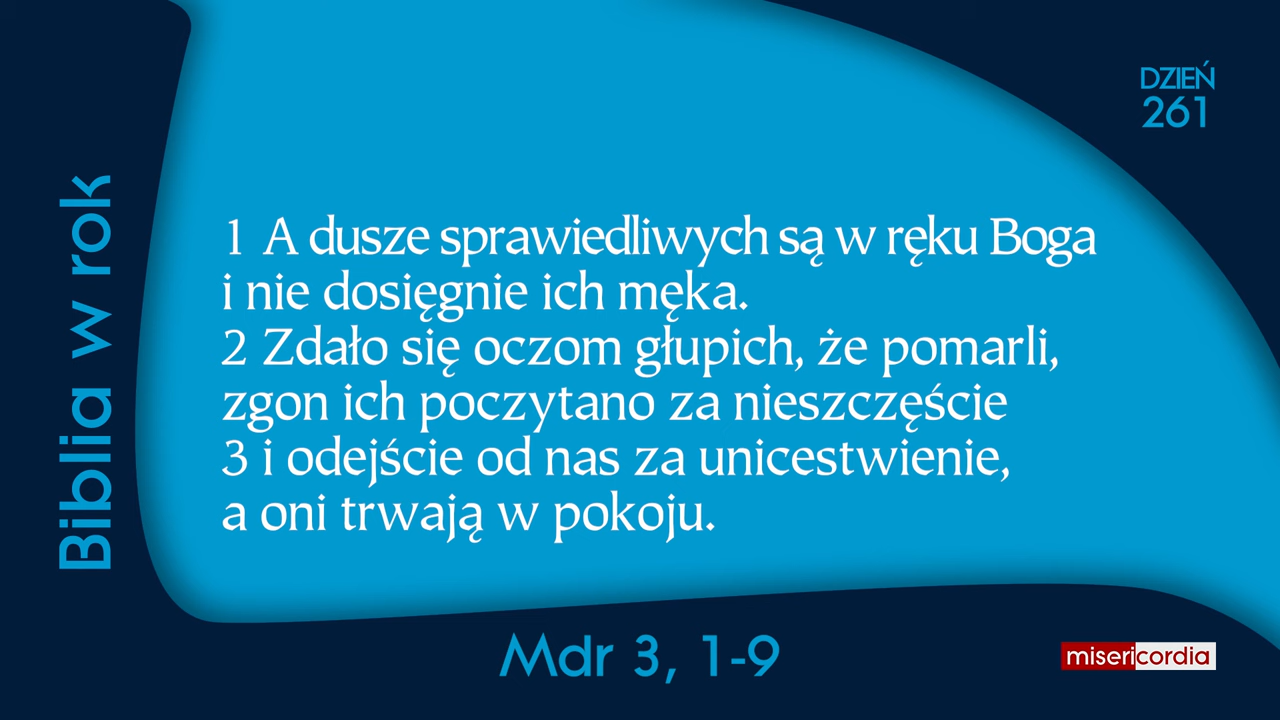 DZIEŃ
261
Biblia w rok
1 A dusze sprawiedliwych są w ręku Boga
i nie dosięgnie ich męka.
2 Zdało się oczom głupich, że pomarli,
zgon ich poczytano za nieszczęście
3 i odejście od nas za unicestwienie,
a oni trwają w pokoju.
Mdr 3, 1-9
misericordia